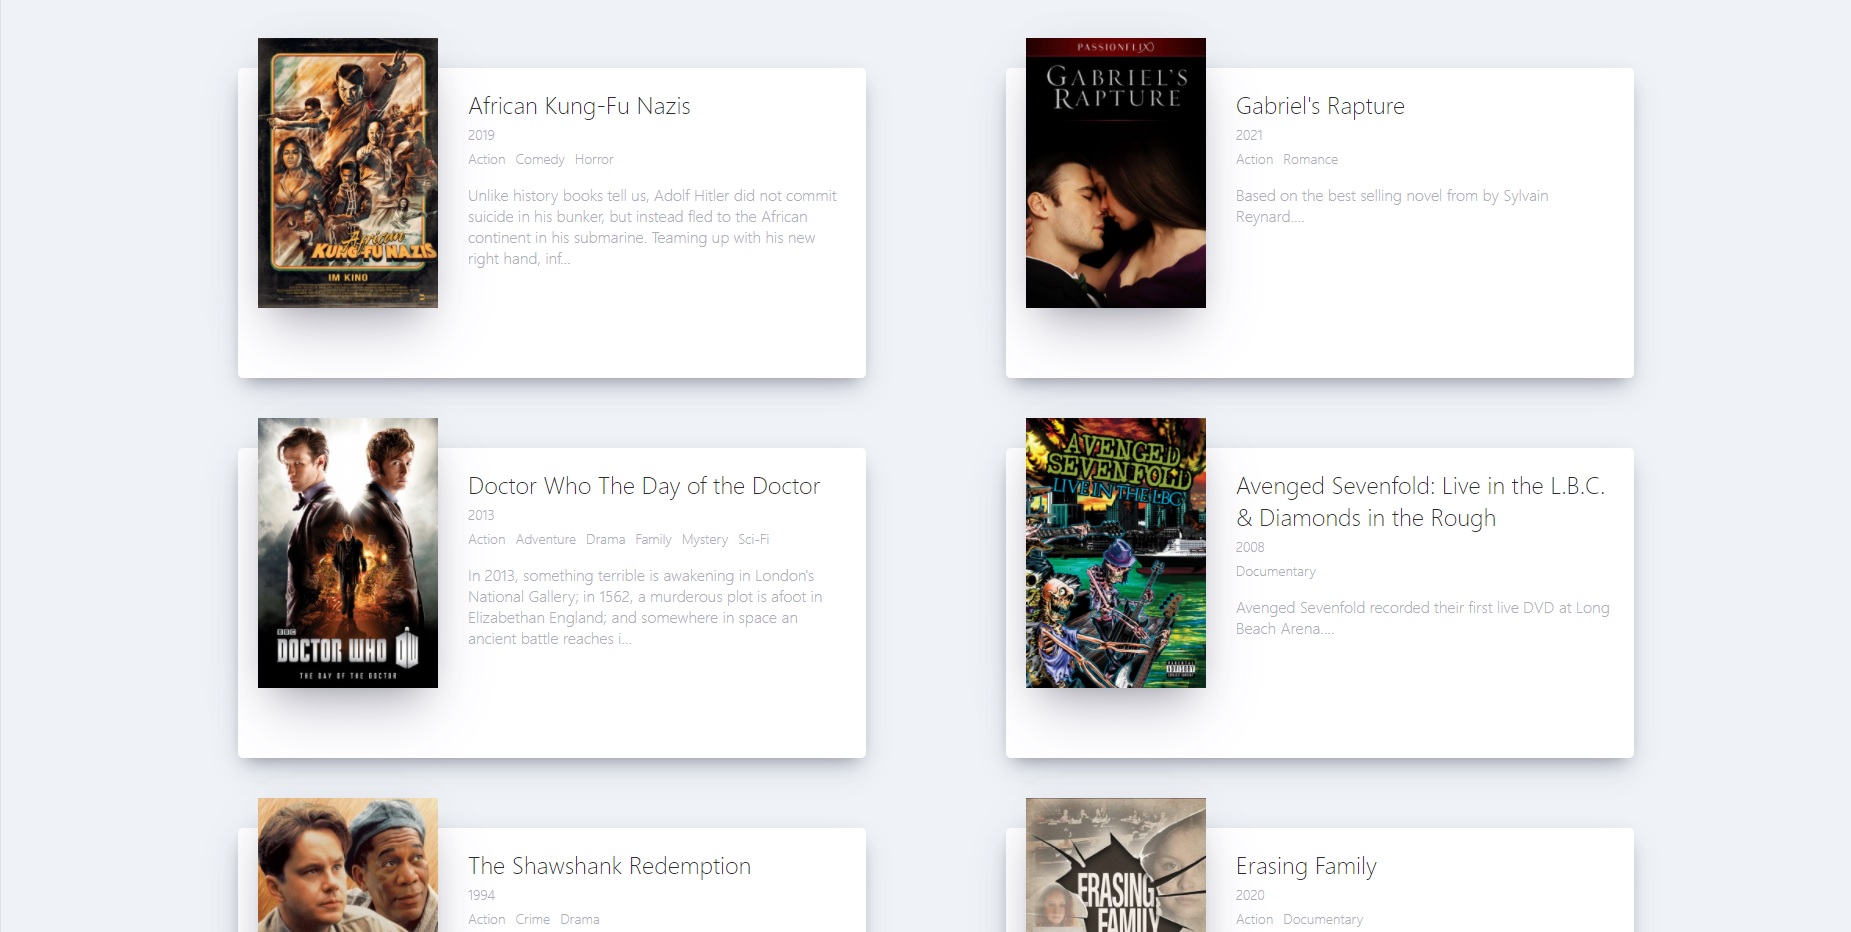 African
KUNG-FU NAZIS
IM KINO
African Kung-Fu Nazis
2019
Action Comedy Horror
Unlike history books tell us, Adolf Hitler did not commit
suicide in his bunker, but instead fled to the African
continent in his submarine. Teaming up with his new
right hand, inf...
PASSIONFLIX
GABRIEL'S
RAPTURE
Gabriel's Rapture
2021
Action Romance
Based on the best selling novel from by Sylvain
Reynard....
BBC
DOCTOR WHO DW
THE DAY OF THE DOCTOR
Doctor Who The Day of the Doctor
2013
Action Adventure Drama Family Mystery Sci-Fi
In 2013, something terrible is awakening in London's
National Gallery; in 1562, a murderous plot is afoot in
Elizabethan England; and somewhere in space an
ancient battle reaches i...
AVENGED
SEVENFOLD
LIVE IN THE LBC
PARENTAL
ADVISORY
EXPLICIT CONTENT
Avenged Sevenfold: Live in the L.B.C.
& Diamonds in the Rough
2008
Documentary
Avenged Sevenfold recorded their first live DVD at Long
Beach Arena....
The Shawshank Redemption
1994
Action Crime Drama
ERASING
FAMILY
Erasing Family
2020
Action Documentary